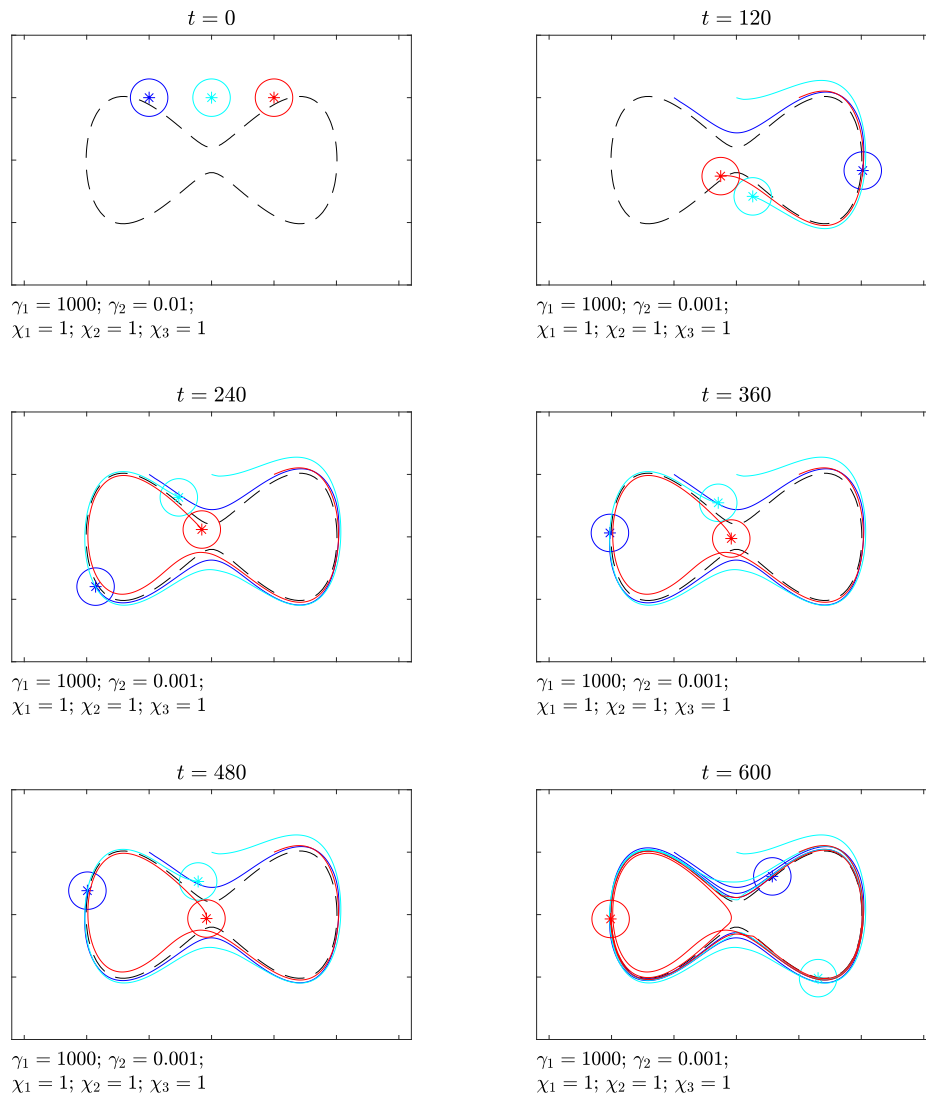 t = 0
t = 120
γ₁ = 1000; γ₂ = 0.01;
χ₁ = 1; χ₂ = 1; χ₃ = 1
γ₁ = 1000; γ₂ = 0.001;
χ₁ = 1; χ₂ = 1; χ₃ = 1
t = 240
t = 360
γ₁ = 1000; γ₂ = 0.001;
χ₁ = 1; χ₂ = 1; χ₃ = 1
γ₁ = 1000; γ₂ = 0.001;
χ₁ = 1; χ₂ = 1; χ₃ = 1
t = 480
t = 600
γ₁ = 1000; γ₂ = 0.001;
χ₁ = 1; χ₂ = 1; χ₃ = 1
γ₁ = 1000; γ₂ = 0.001;
χ₁ = 1; χ₂ = 1; χ₃ = 1